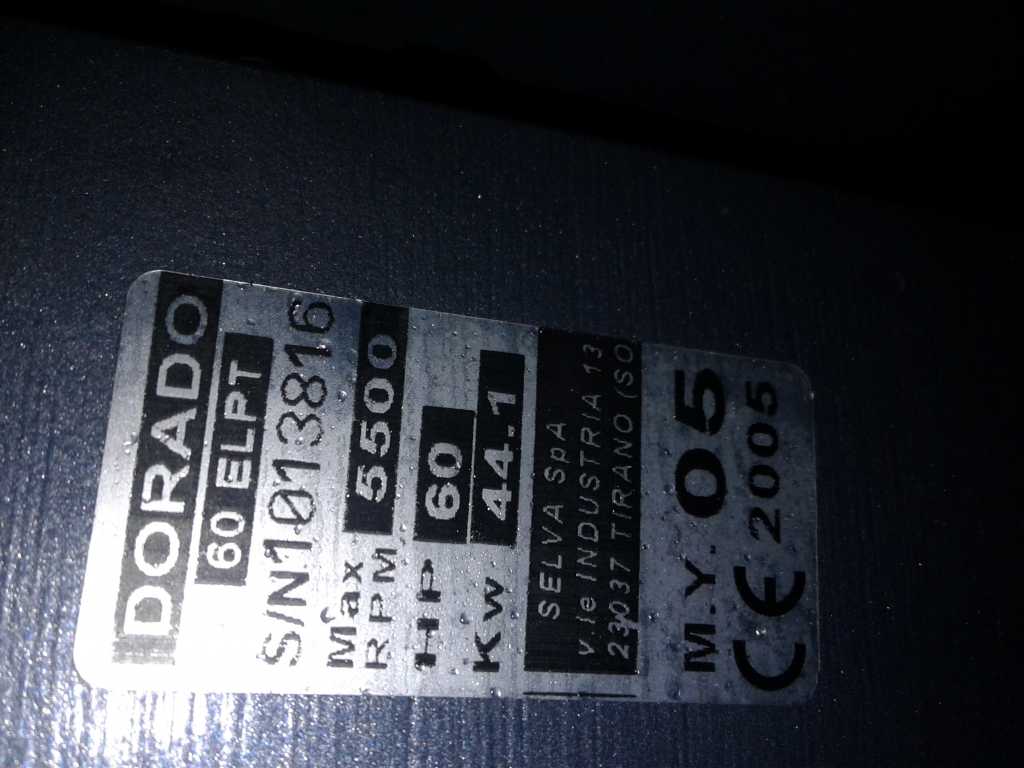 DORADO
60 ELPT
S/N1013816
Max RPM 5500
HP 60
Kw 44.1
SELVA SpA
v.le INDUSTRIA 13
23037 TIRANO (SO
M.Y. 05
CE 2005